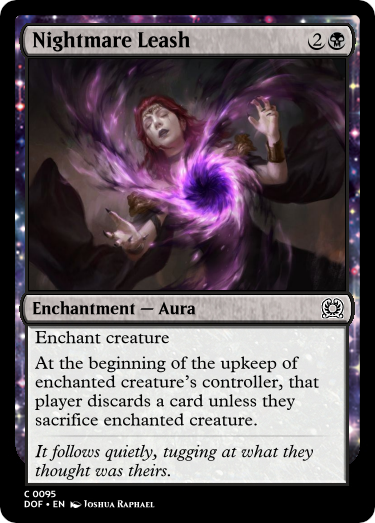 Nightmare Leash 2
Enchantment — Aura
Enchant creature
At the beginning of the upkeep of
enchanted creature's controller, that
player discards a card unless they
sacrifice enchanted creature.
It follows quietly, tugging at what they
thought was theirs.
C 0095
DOF • EN Joshua Raphael